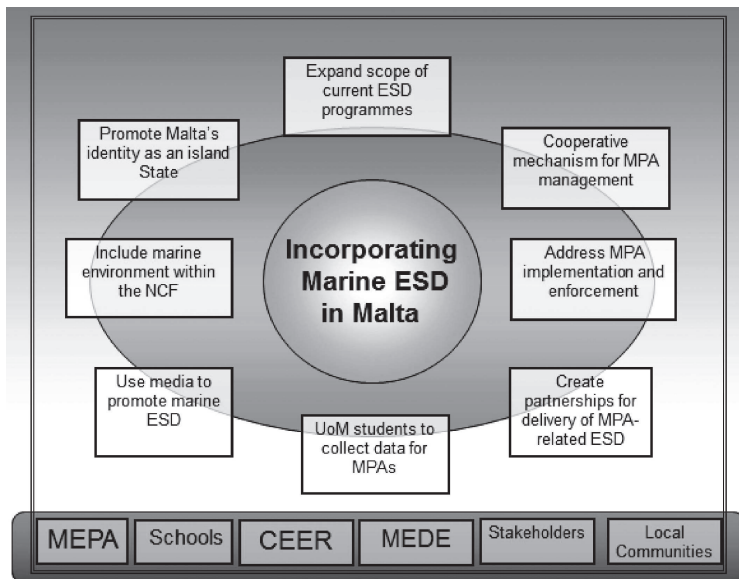 Expand scope of
current ESD
programmes
Promote Malta's
identity as an island
State
Cooperative
mechanism for MPA
management
Include marine
environment within
the NCF
Incorporating
Marine ESD
in Malta
Address MPA
implementation and
enforcement
Use media to
promote marine
ESD
UoM students to
collect data for
MPAs
Create
partnerships for
delivery of MPA-
related ESD
MEPA
Schools
CEER
MEDE
Stakeholders
Local
Communities